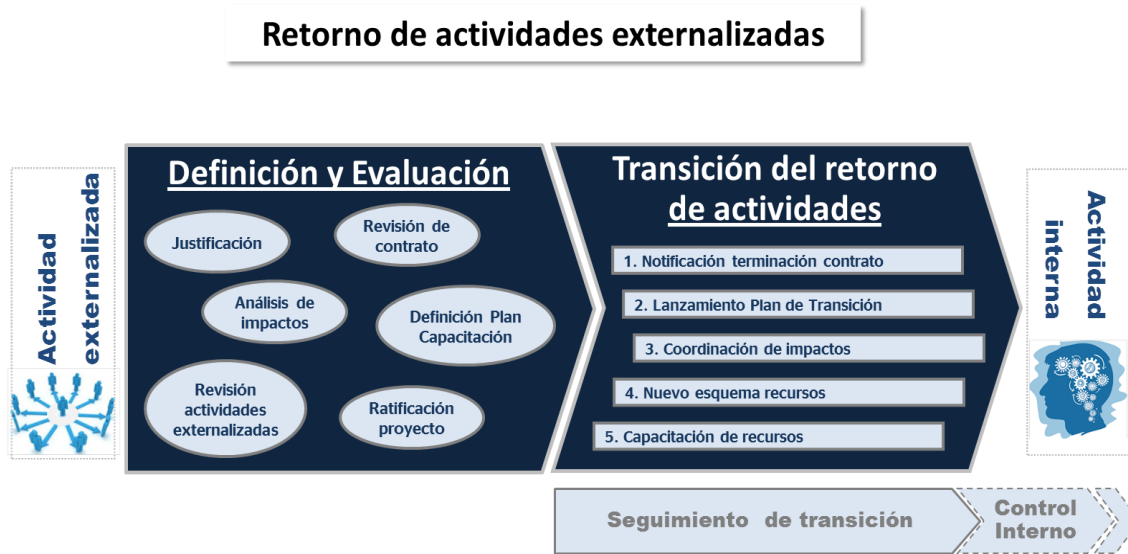 Retorno de actividades externalizadas
Actividad
externalizada
Definición y Evaluación
Justificación
Revisión de
contrato
Análisis de
impactos
Definición Plan
Capacitación
Revisión
actividades
externalizadas
Ratificación
proyecto
Transición del retorno
de actividades
1. Notificación terminación contrato
2. Lanzamiento Plan de Transición
3. Coordinación de impactos
4. Nuevo esquema recursos
5. Capacitación de recursos
Actividad
interna
Seguimiento de transición
Control
Interno